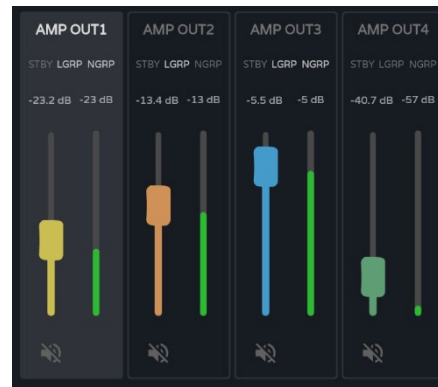 AMP OUT1 AMP OUT2 AMP OUT3 AMP OUT4
STBY LGRP NGRP STBY LGRP NGRP STBY LGRP NGRP STBY LGRP NGRP
-23.2 dB -23 dB -13.4 dB -13 dB -5.5 dB -5 dB -40.7 dB -57 dB